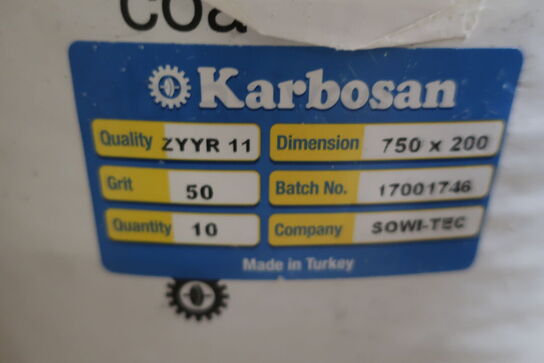 Karbosan
Quality ZYYR 11 Dimension 750 x 200
Grit 50 Batch No. 17001746
Quantity 10 Company SOWI-TEC
Made in Turkey